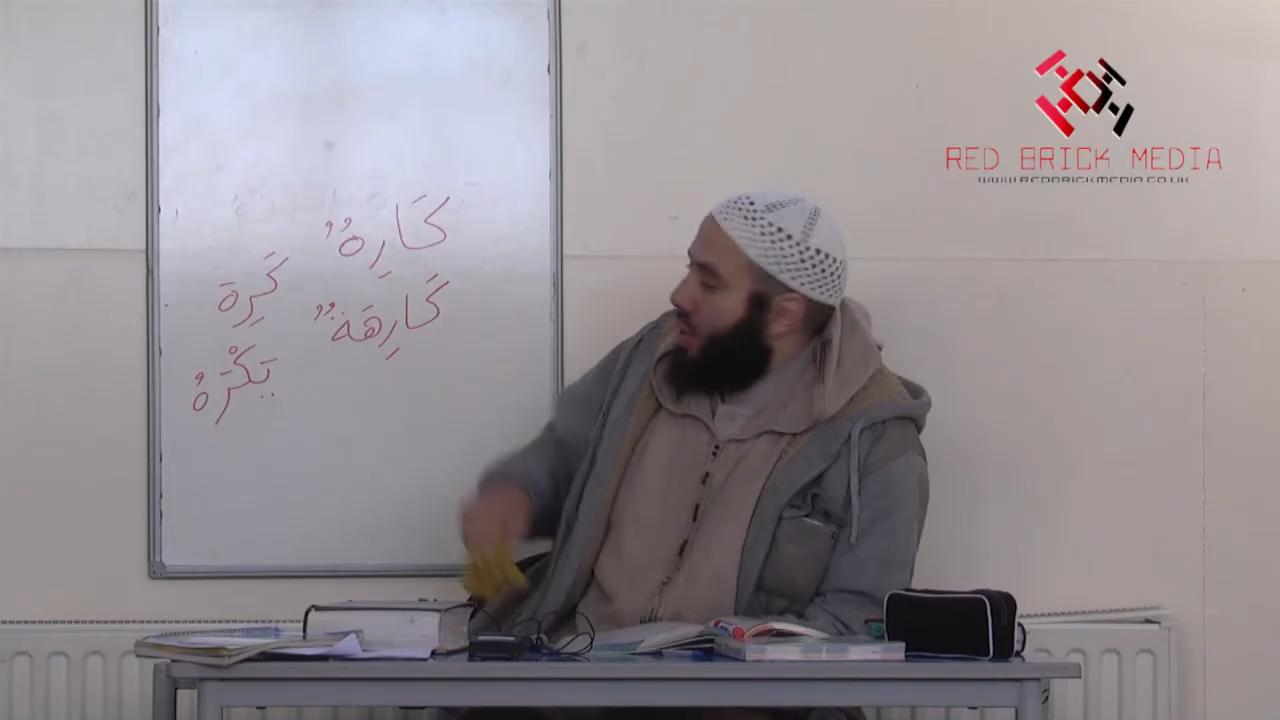 كَارِهٌ
كَارِهَةٌ
كَرِهَ
يَكْرَهُ
RED BRICK MEDIA
WWW.REDBRICKMEDIA.CO.UK